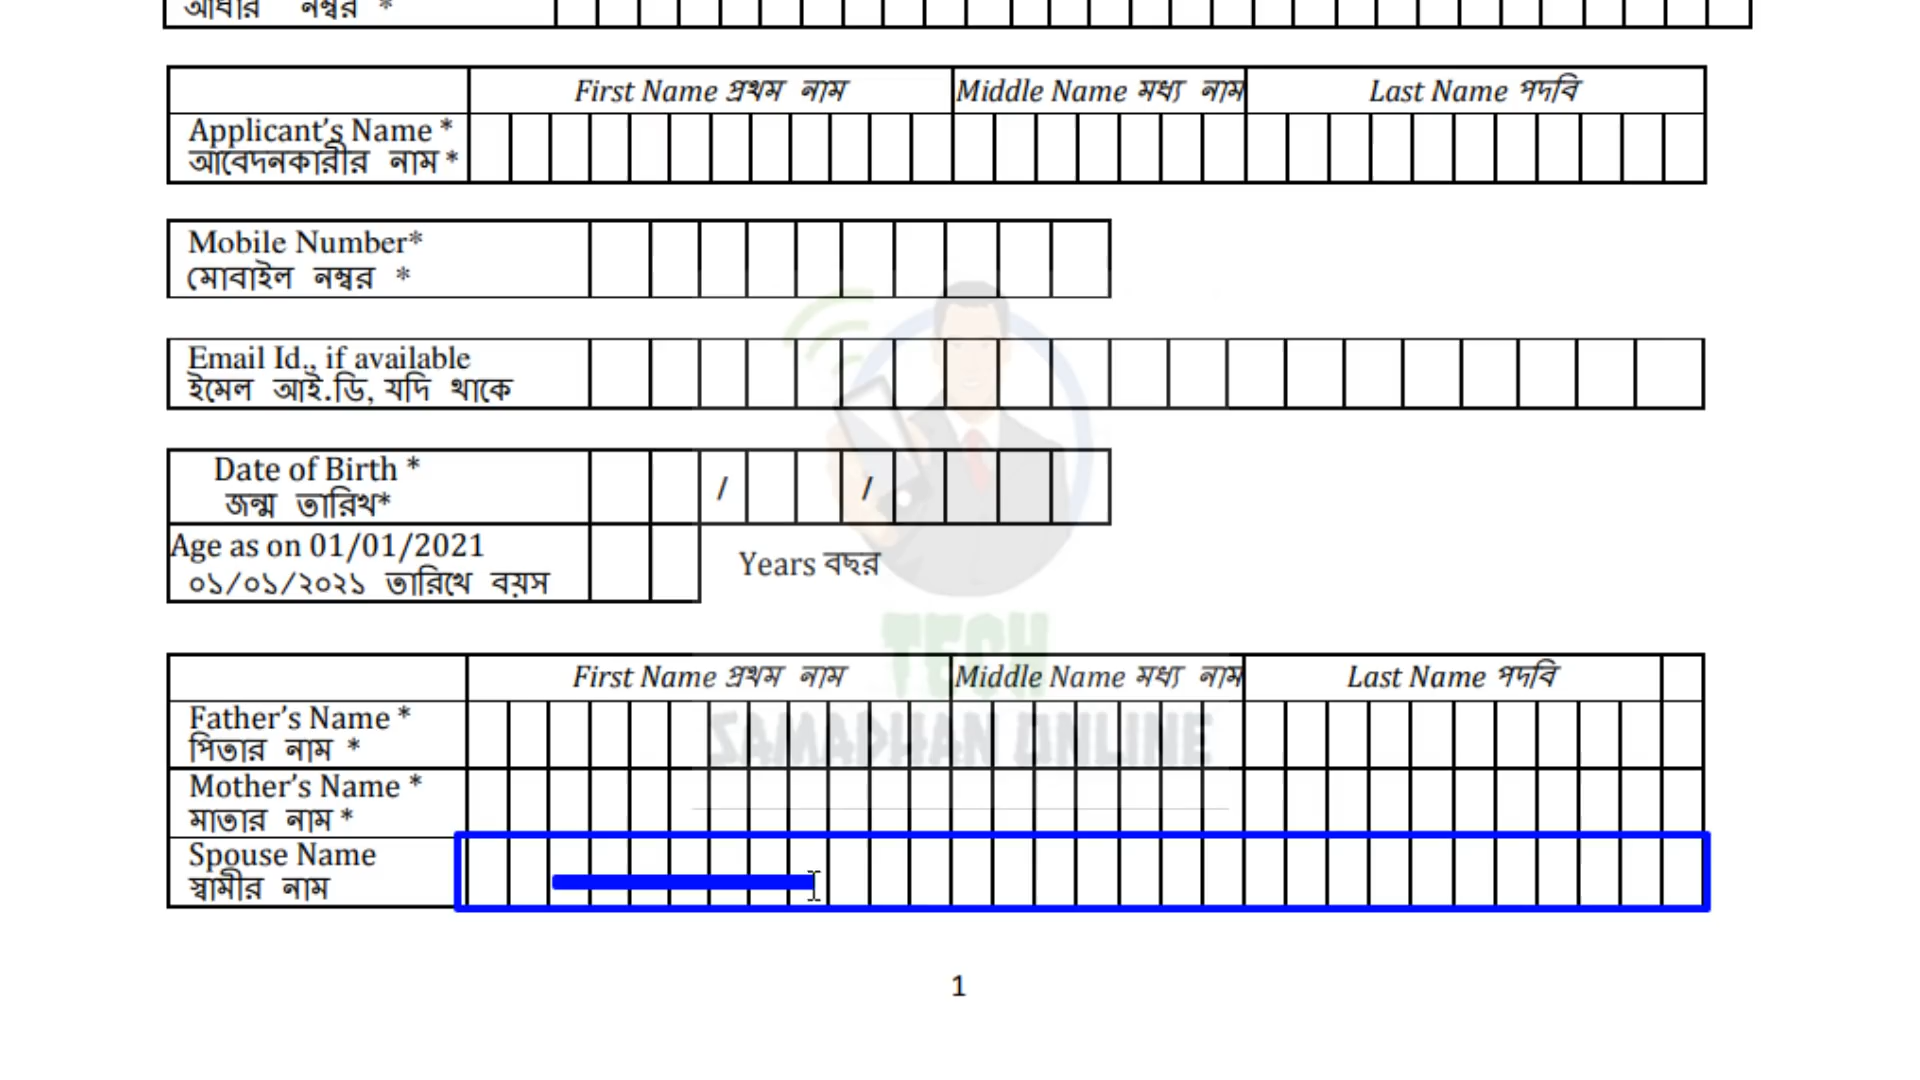 আধার নম্বর *
First Name প্রথম নাম Middle Name মধ্য নাম Last Name পদবি
Applicant's Name *
আবেদনকারীর নাম *
Mobile Number*
মোবাইল নম্বর *
Email Id., if available
ইমেল আই.ডি, যদি থাকে
Date of Birth *
জন্ম তারিখ*
/ /
Age as on 01/01/2021
০১/০১/২০২১ তারিখে বয়স
Years বছর
First Name প্রথম নাম Middle Name মধ্য নাম Last Name পদবি
Father's Name *
পিতার নাম *
Mother's Name *
মাতার নাম *
Spouse Name
স্বামীর নাম
TECH
SAMADHAN ONLINE
1